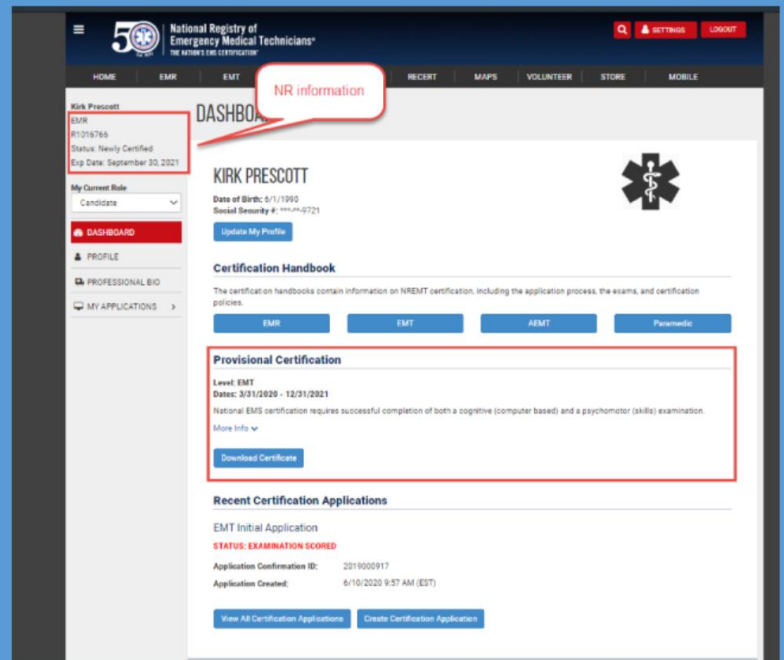 50
National Registry of
Emergency Medical Technicians®
THE NATION'S EMS CERTIFICATION
SETTINGS
LOGOUT
HOME
EMR
EMT
RECERT
MAPS
VOLUNTEER
STORE
MOBILE
NR information
Kirk Prescott
EMR
R1016766
Status: Newly Certified
Exp Date: September 30, 2021
My Current Role
Candidate
DASHBOARD
PROFILE
PROFESSIONAL BIO
MY APPLICATIONS
KIRK PRESCOTT
Date of Birth: 6/1/1990
Social Security #: ***-**-9721
Update My Profile
Certification Handbook
The certification handbooks contain information on NREMT certification, including the application process, the exams, and certification
policies.
EMR
EMT
AEMT
Paramedic
Provisional Certification
Level: EMT
Dates: 3/31/2020 - 12/31/2021
National EMS certification requires successful completion of both a cognitive (computer based) and a psychomotor (skills) examination.
More Info
Download Certificate
Recent Certification Applications
EMT Initial Application
STATUS: EXAMINATION SCORED
Application Confirmation ID: 2019000917
Application Created: 6/10/2020 9:57 AM (EST)
View All Certification Applications
Create Certification Application